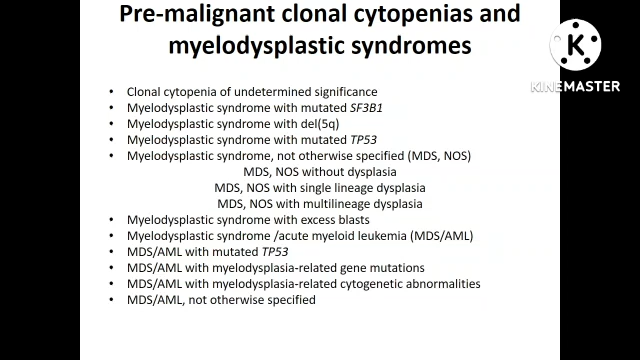 Pre-malignant clonal cytopenias and
myelodysplastic syndromes
K
KINEMASTER
• Clonal cytopenia of undetermined significance
• Myelodysplastic syndrome with mutated SF3B1
• Myelodysplastic syndrome with del(5q)
• Myelodysplastic syndrome with mutated TP53
• Myelodysplastic syndrome, not otherwise specified (MDS, NOS)
MDS, NOS without dysplasia
MDS, NOS with single lineage dysplasia
MDS, NOS with multilineage dysplasia
• Myelodysplastic syndrome with excess blasts
• Myelodysplastic syndrome /acute myeloid leukemia (MDS/AML)
• MDS/AML with mutated TP53
• MDS/AML with myelodysplasia-related gene mutations
• MDS/AML with myelodysplasia-related cytogenetic abnormalities
• MDS/AML, not otherwise specified